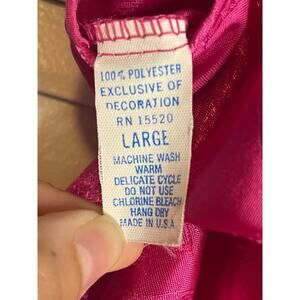 100% POLYESTER
EXCLUSIVE OF
DECORATION
RN 15520
LARGE
MACHINE WASH
WARM
DELICATE CYCLE
DO NOT USE
CHLORINE BLEACH
HANG DRY
MADE IN U.S.A.